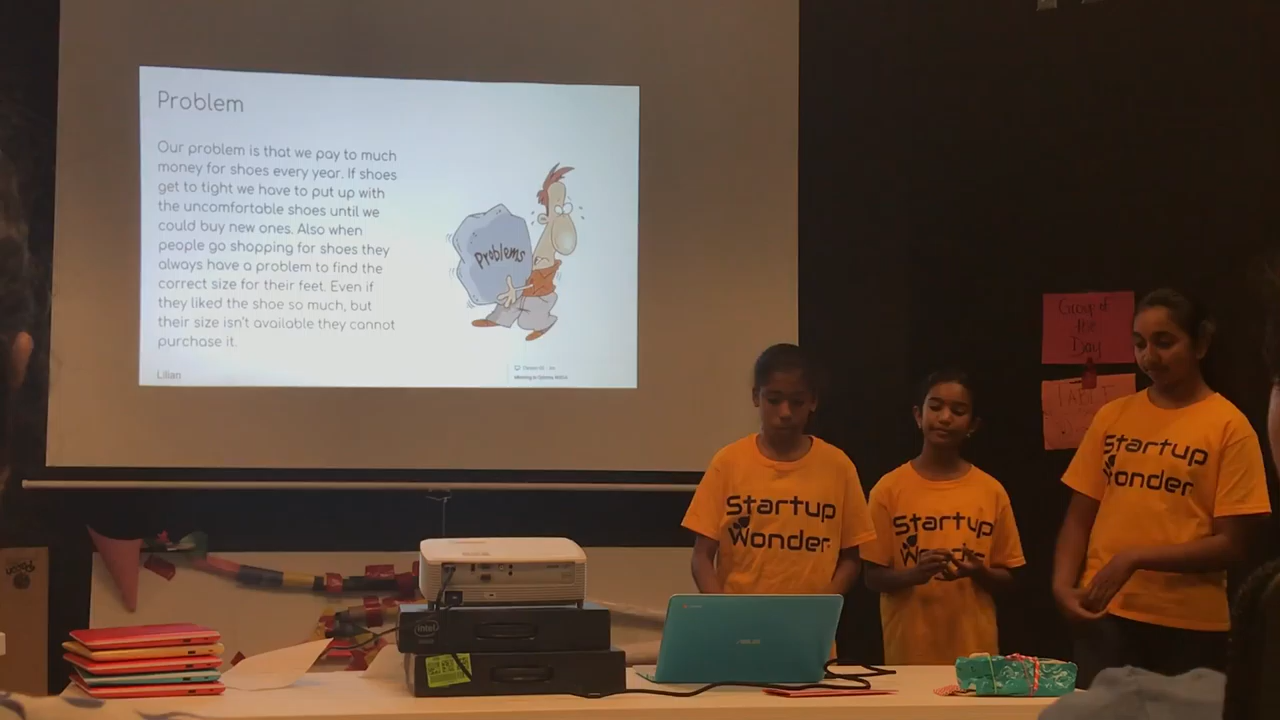 Problem
Our problem is that we pay to much
money for shoes every year. If shoes
get to tight we have to put up with
the uncomfortable shoes until we
could buy new ones. Also when
people go shopping for shoes they
always have a problem to find the
correct size for their feet. Even if
they liked the shoe so much, but
their size isn't available they cannot
purchase it.
Lilian
Problems
Group of
the
Day
TABLE
Startup
Wonder
Startup
Wonder
Startup
Wonder
intel
ASUS